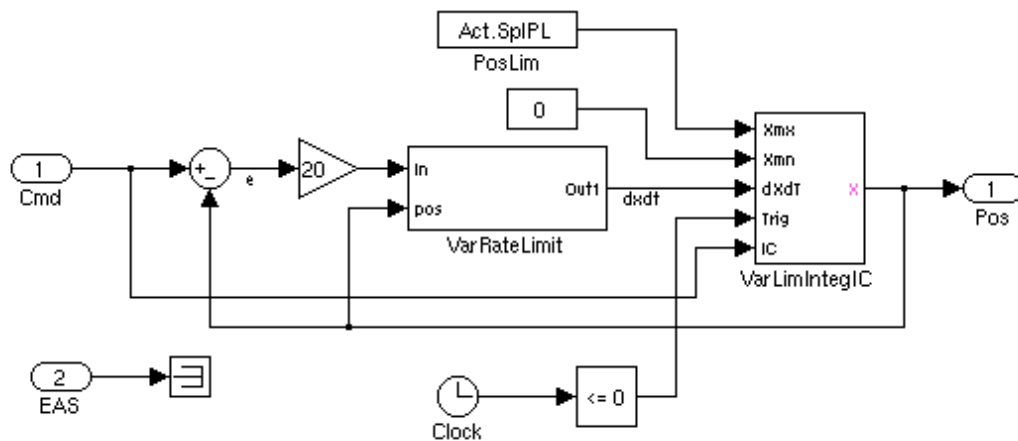 Act.SplPL
PosLim
0
Xmx
Xmn
dXdT
Trig
IC
X
VarLimIntegIC
1
Cmd
+
-
e
20
In
pos
Out1
VarRateLimit
dxdt
1
Pos
2
EAS
Clock
<= 0